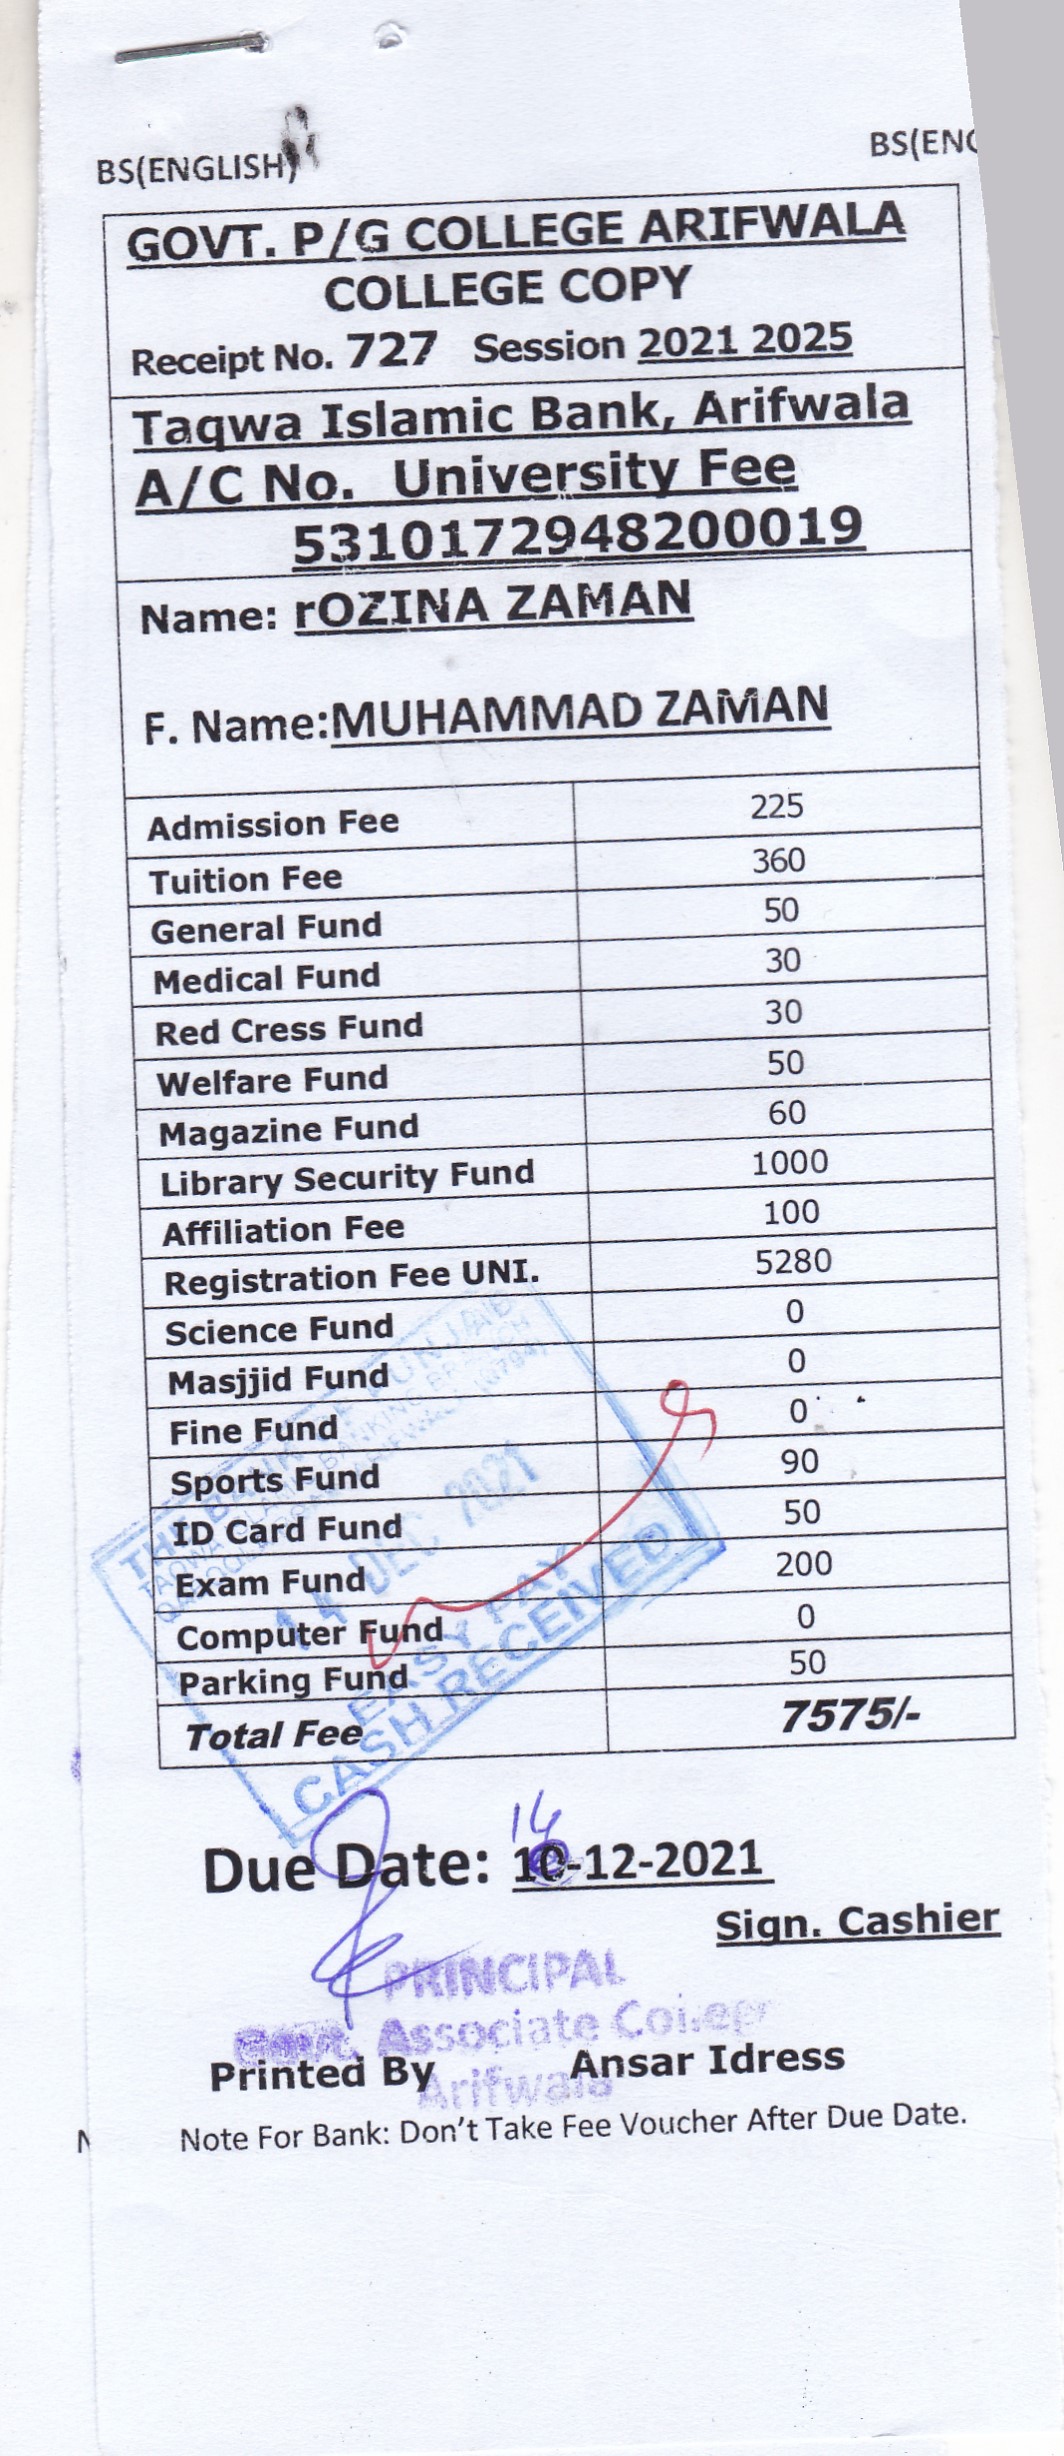 BS(ENGLISH)
BS(ENG
GOVT. P/G COLLEGE ARIFWALA
COLLEGE COPY
Receipt No. 727 Session 2021 2025
Taqwa Islamic Bank, Arifwala
A/C No. University Fee
5310172948200019
Name: rOZINA ZAMAN
F. Name:MUHAMMAD ZAMAN
Admission Fee 225
Tuition Fee 360
General Fund 50
Medical Fund 30
Red Cress Fund 30
Welfare Fund 50
Magazine Fund 60
Library Security Fund 1000
Affiliation Fee 100
Registration Fee UNI. 5280
Science Fund 0
Masjjid Fund 0
Fine Fund 0
Sports Fund 90
ID Card Fund 50
Exam Fund 200
Computer Fund 0
Parking Fund 50
Total Fee 7575/-
THE BANK OF PUNJAB
TAQWA ISLAMIC BANKING BRANCH
14 DEC 2021
EASY PAY
CASH RECEIVED
14
Due Date: 10-12-2021
Sign. Cashier
PRINCIPAL
Govt. Associate College
Arifwala
Printed By Ansar Idress
Note For Bank: Don't Take Fee Voucher After Due Date.
N